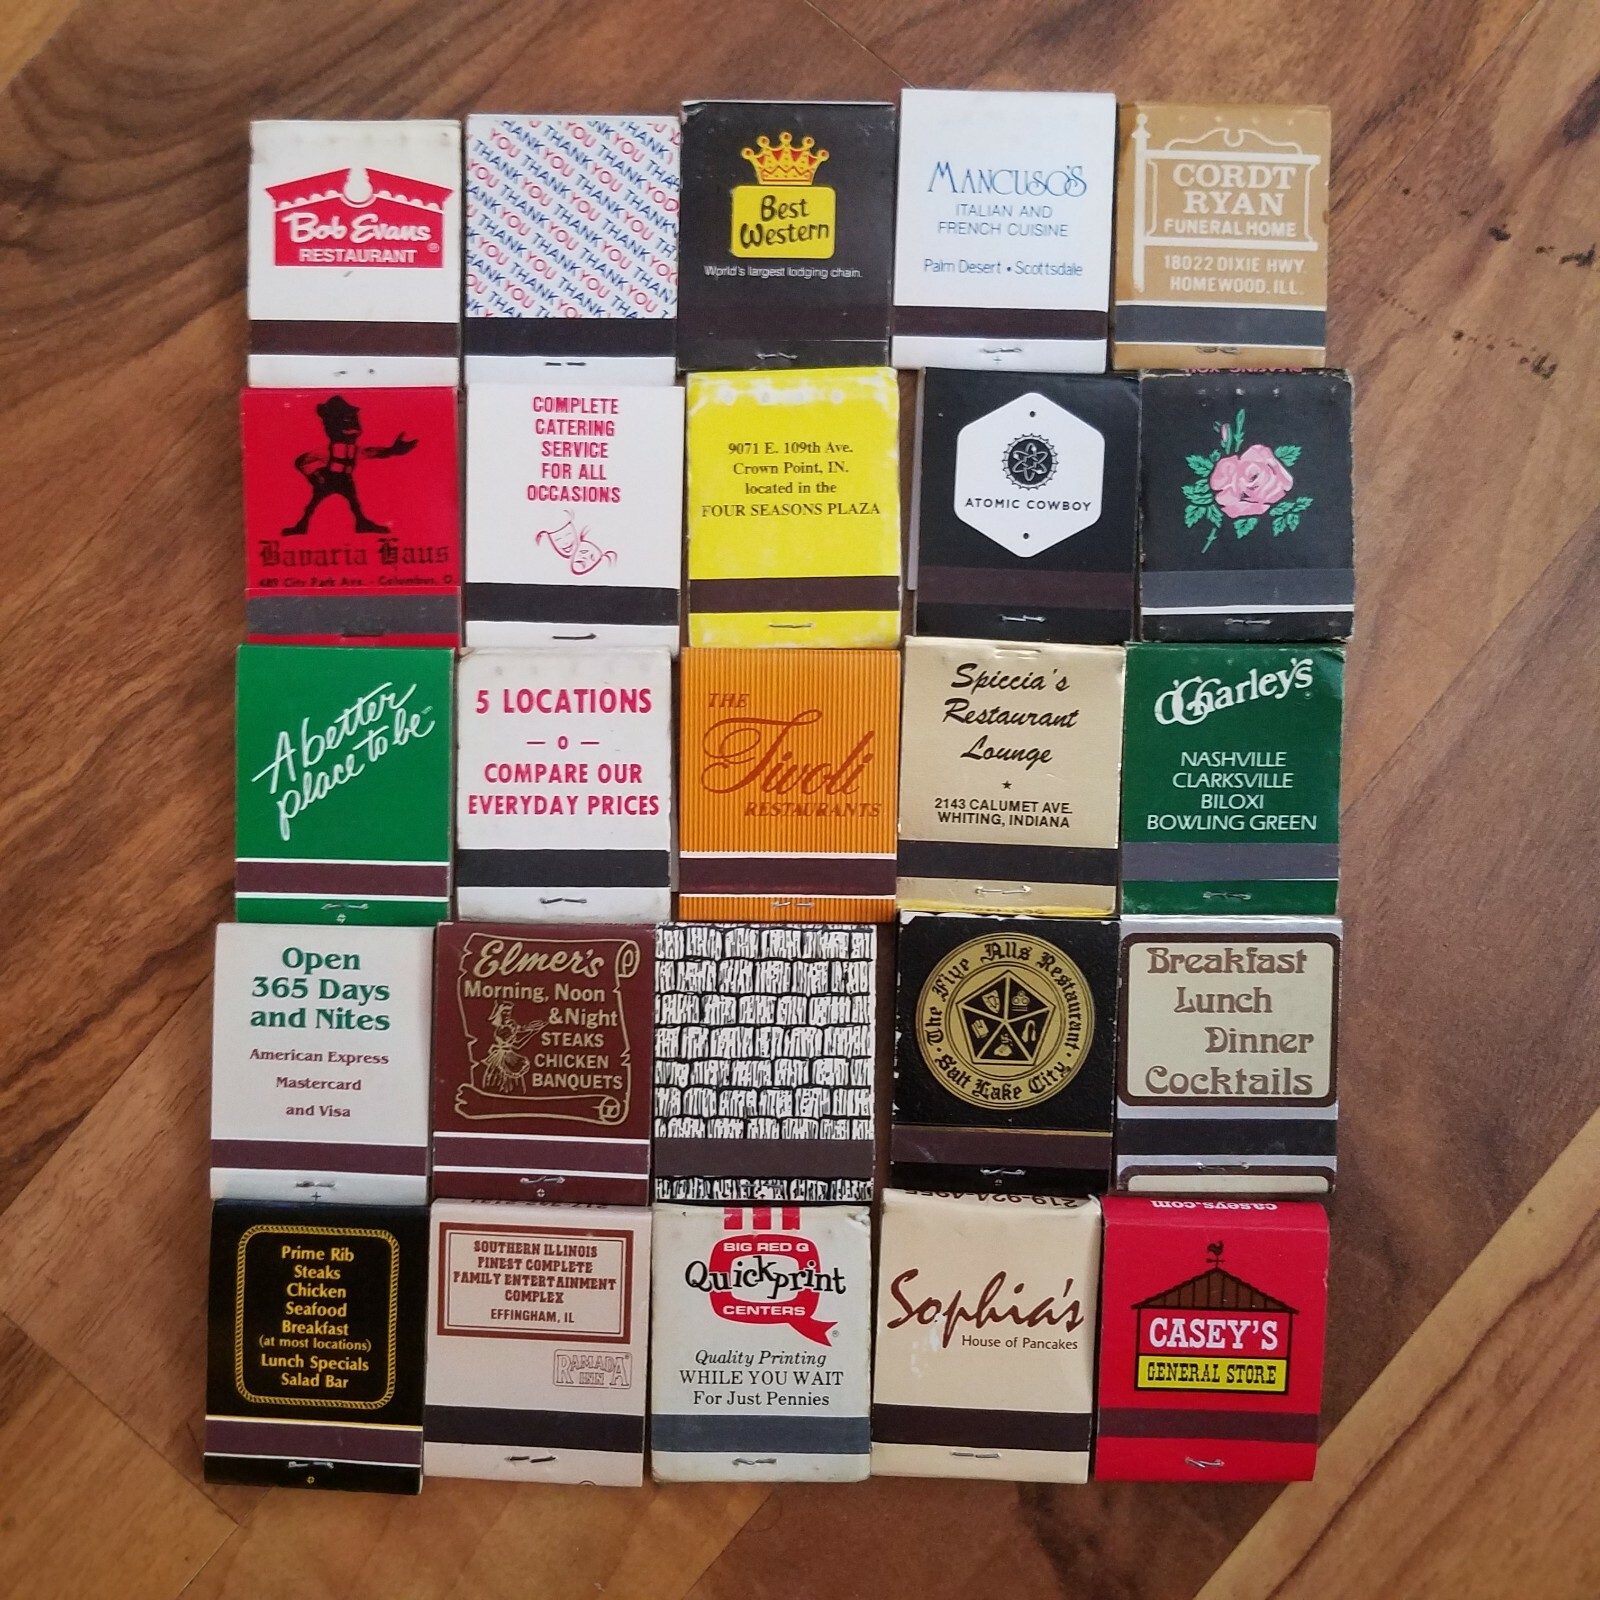 Bob Evans®
RESTAURANT
THANK YOU THANK YOU
Best
Western
World's largest lodging chain.
MANCUSO'S
ITALIAN AND
FRENCH CUISINE
Palm Desert • Scottsdale
CORDT
RYAN
FUNERAL HOME
18022 DIXIE HWY.
HOMEWOOD, ILL.
Bavaria Haus
489 City Park Ave. - Columbus, O.
COMPLETE
CATERING
SERVICE
FOR ALL
OCCASIONS
9071 E. 109th Ave.
Crown Point, IN.
located in the
FOUR SEASONS PLAZA
ATOMIC COWBOY
A better
place to be
5 LOCATIONS
— o —
COMPARE OUR
EVERYDAY PRICES
THE
Tivoli
RESTAURANTS
Spiccia's
Restaurant
Lounge
2143 CALUMET AVE.
WHITING, INDIANA
O'Charley's
NASHVILLE
CLARKSVILLE
BILOXI
BOWLING GREEN
Open
365 Days
and Nites
American Express
Mastercard
and Visa
Elmer's
Morning, Noon
& Night
STEAKS
CHICKEN
BANQUETS
The Five Alls Restaurant
Salt Lake City
Breakfast
Lunch
Dinner
Cocktails
Prime Rib
Steaks
Chicken
Seafood
Breakfast
(at most locations)
Lunch Specials
Salad Bar
SOUTHERN ILLINOIS
FINEST COMPLETE
FAMILY ENTERTAINMENT
COMPLEX
EFFINGHAM, IL
RAMADA
INN
BIG RED Q
Quickprint
CENTERS
Quality Printing
WHILE YOU WAIT
For Just Pennies
219-924-4955
Sophia's
House of Pancakes
caseys.com
CASEY'S
GENERAL STORE